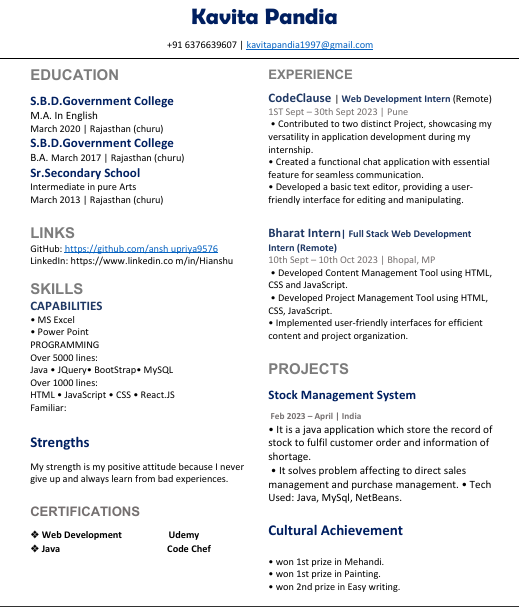 Kavita Pandia
+91 6376639607 | kavitapandia1997@gmail.com
EDUCATION
S.B.D.Government College
M.A. In English
March 2020 | Rajasthan (churu)
S.B.D.Government College
B.A. March 2017 | Rajasthan (churu)
Sr.Secondary School
Intermediate in pure Arts
March 2013 | Rajasthan (churu)
LINKS
GitHub: https://github.com/ansh upriya9576
LinkedIn: https://www.linkedin.co m/in/Hianshu
SKILLS
CAPABILITIES
• MS Excel
• Power Point
PROGRAMMING
Over 5000 lines:
Java • JQuery• BootStrap• MySQL
Over 1000 lines:
HTML • JavaScript • CSS • React.JS
Familiar:
Strengths
My strength is my positive attitude because I never
give up and always learn from bad experiences.
CERTIFICATIONS
❖ Web Development Udemy
❖ Java Code Chef
EXPERIENCE
CodeClause | Web Development Intern (Remote)
1ST Sept – 30th Sept 2023 | Pune
• Contributed to two distinct Project, showcasing my
versatility in application development during my
internship.
• Created a functional chat application with essential
feature for seamless communication.
• Developed a basic text editor, providing a user-
friendly interface for editing and manipulating.
Bharat Intern| Full Stack Web Development
Intern (Remote)
10th Sept – 10th Oct 2023 | Bhopal, MP
• Developed Content Management Tool using HTML,
CSS and JavaScript.
• Developed Project Management Tool using HTML,
CSS, JavaScript.
• Implemented user-friendly interfaces for efficient
content and project organization.
PROJECTS
Stock Management System
Feb 2023 – April | India
• It is a java application which store the record of
stock to fulfil customer order and information of
shortage.
• It solves problem affecting to direct sales
management and purchase management. • Tech
Used: Java, MySql, NetBeans.
Cultural Achievement
• won 1st prize in Mehandi.
• won 1st prize in Painting.
• won 2nd prize in Easy writing.